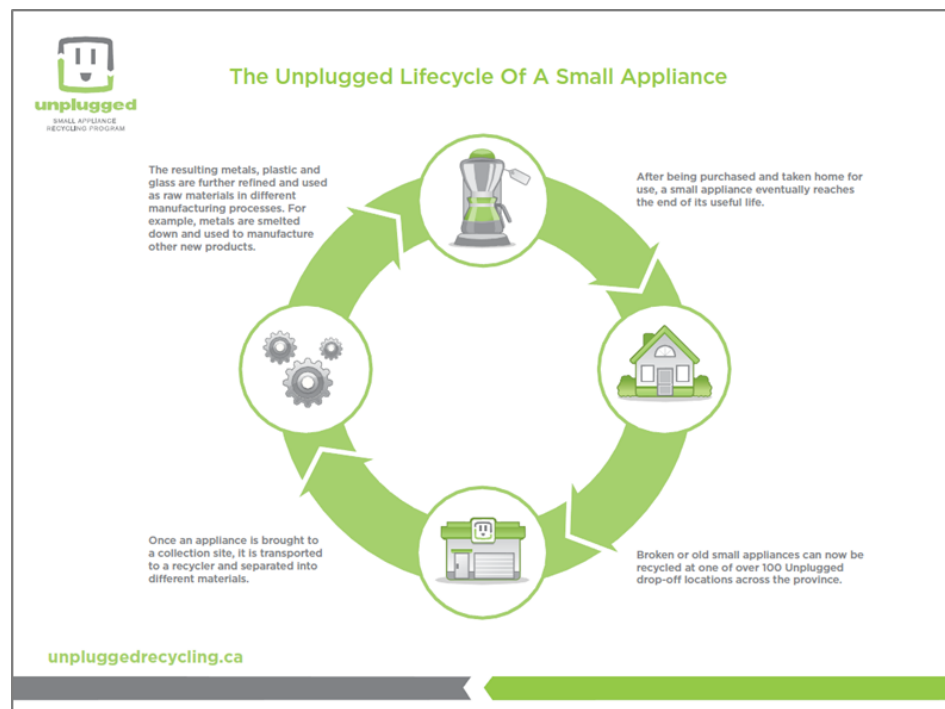 unplugged
SMALL APPLIANCE
RECYCLING PROGRAM
The Unplugged Lifecycle Of A Small Appliance
The resulting metals, plastic and
glass are further refined and used
as raw materials in different
manufacturing processes. For
example, metals are smelted
down and used to manufacture
other new products.
After being purchased and taken home for
use, a small appliance eventually reaches
the end of its useful life.
Once an appliance is brought to
a collection site, it is transported
to a recycler and separated into
different materials.
Broken or old small appliances can now be
recycled at one of over 100 Unplugged
drop-off locations across the province.
unpluggedrecycling.ca